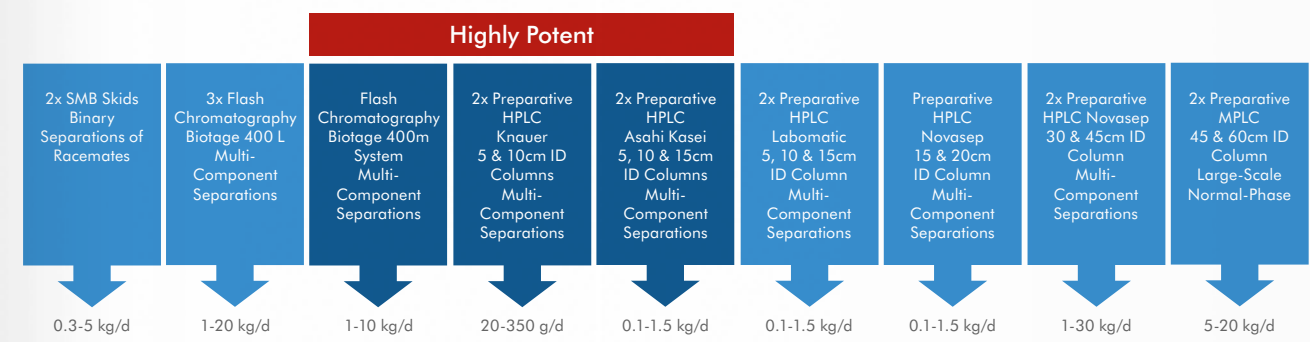 Highly Potent
2x SMB Skids
Binary
Separations of
Racemates
3x Flash
Chromatography
Biotage 400 L
Multi-
Component
Separations
Flash
Chromatography
Biotage 400m
System
Multi-
Component
Separations
2x Preparative
HPLC
Knauer
5 & 10cm ID
Columns
Multi-
Component
Separations
2x Preparative
HPLC
Asahi Kasei
5, 10 & 15cm
ID Columns
Multi-
Component
Separations
2x Preparative
HPLC
Labomatic
5, 10 & 15cm
ID Column
Multi-
Component
Separations
Preparative
HPLC
Novasep
15 & 20cm
ID Column
Multi-
Component
Separations
2x Preparative
HPLC Novasep
30 & 45cm ID
Column
Multi-
Component
Separations
2x Preparative
MPLC
45 & 60cm ID
Column
Large-Scale
Normal-Phase
0.3-5 kg/d
1-20 kg/d
1-10 kg/d
20-350 g/d
0.1-1.5 kg/d
0.1-1.5 kg/d
0.1-1.5 kg/d
1-30 kg/d
5-20 kg/d